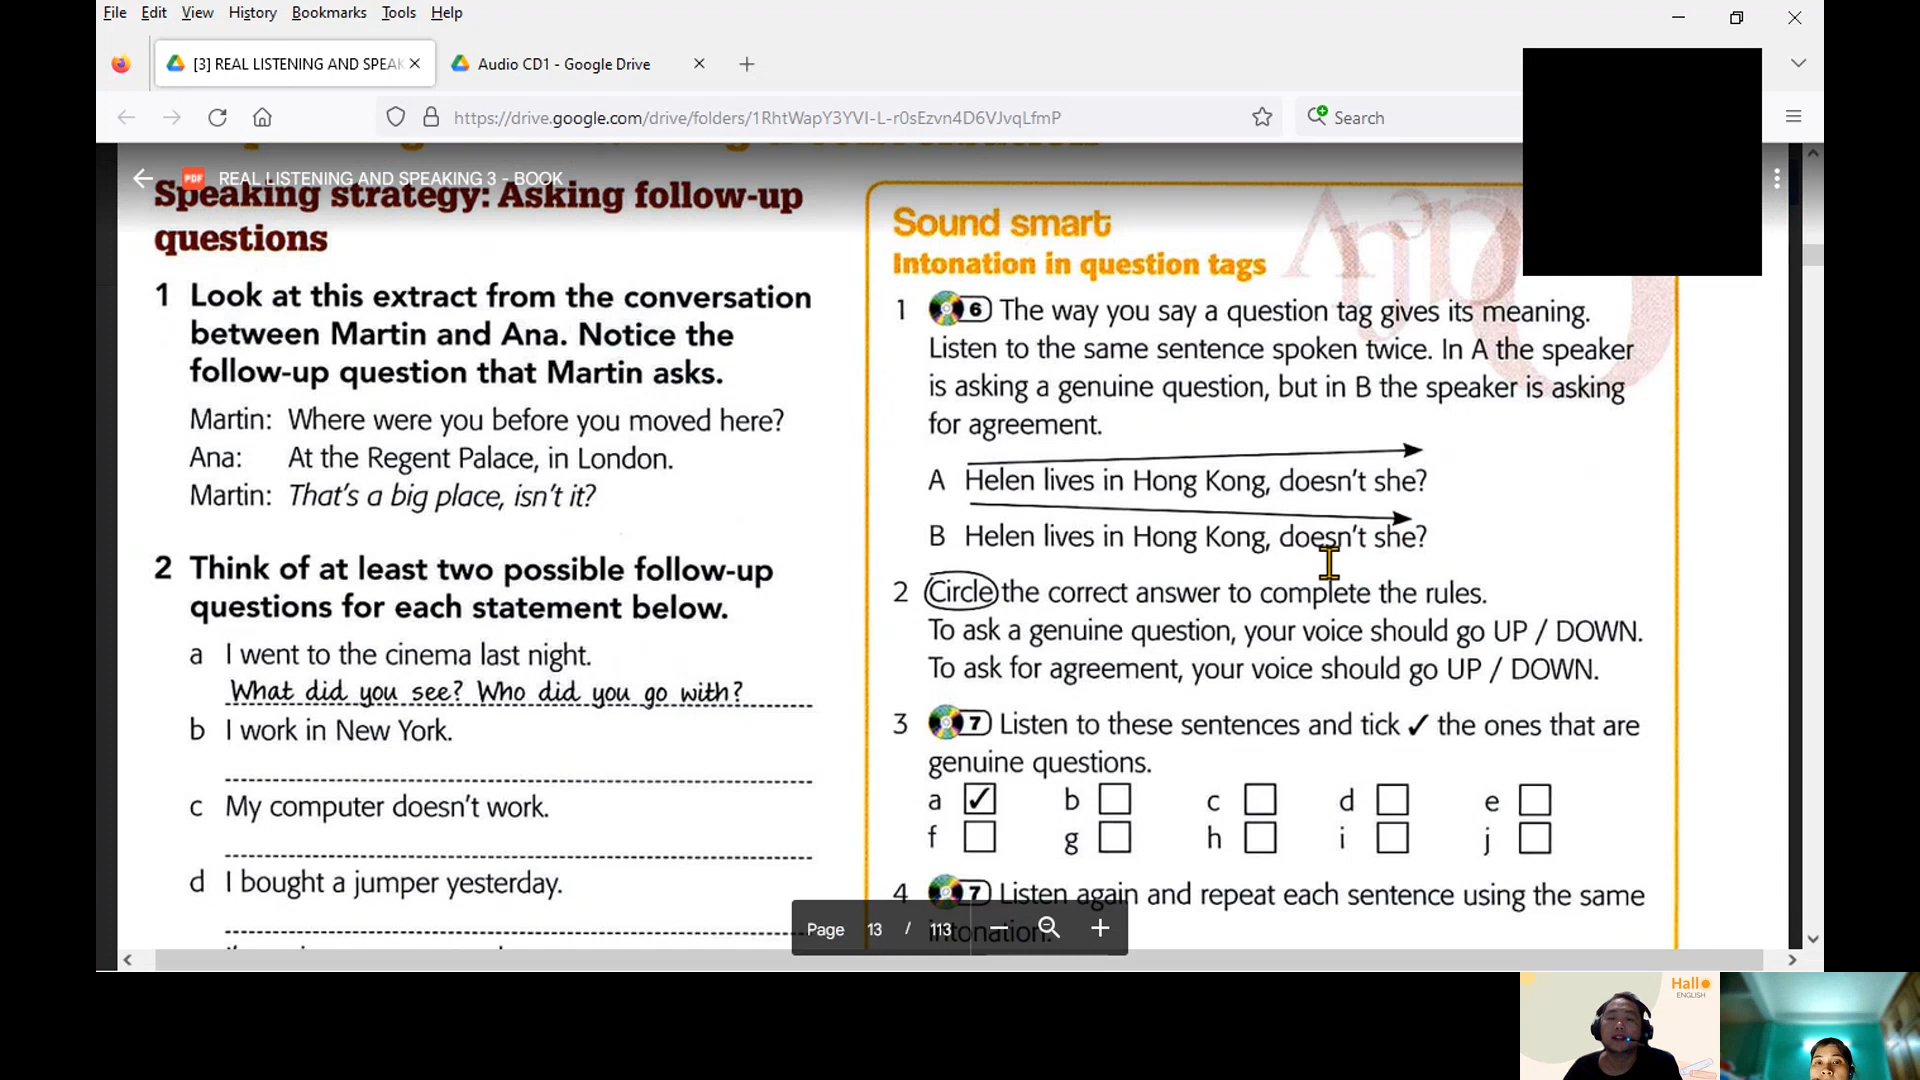 File Edit View History Bookmarks Tools Help
[3] REAL LISTENING AND SPEAK
Audio CD1 - Google Drive
https://drive.google.com/drive/folders/1RhtWapY3YVI-L-r0sEzvn4D6VJvqLfmP
Search
PDF REAL LISTENING AND SPEAKING 3 - BOOK
Speaking strategy: Asking follow-up
questions
1 Look at this extract from the conversation
between Martin and Ana. Notice the
follow-up question that Martin asks.
Martin: Where were you before you moved here?
Ana: At the Regent Palace, in London.
Martin: That's a big place, isn't it?
2 Think of at least two possible follow-up
questions for each statement below.
a I went to the cinema last night.
What did you see? Who did you go with?
b I work in New York.
c My computer doesn't work.
d I bought a jumper yesterday.
Sound smart
Intonation in question tags
1 6 The way you say a question tag gives its meaning.
Listen to the same sentence spoken twice. In A the speaker
is asking a genuine question, but in B the speaker is asking
for agreement.
A Helen lives in Hong Kong, doesn't she?
B Helen lives in Hong Kong, doesn't she?
2 Circle the correct answer to complete the rules.
To ask a genuine question, your voice should go UP / DOWN.
To ask for agreement, your voice should go UP / DOWN.
3 7 Listen to these sentences and tick ✓ the ones that are
genuine questions.
a ✓ b c d e
f g h i j
4 7 Listen again and repeat each sentence using the same
intonation.
Page 13 / 113
Hallo
ENGLISH